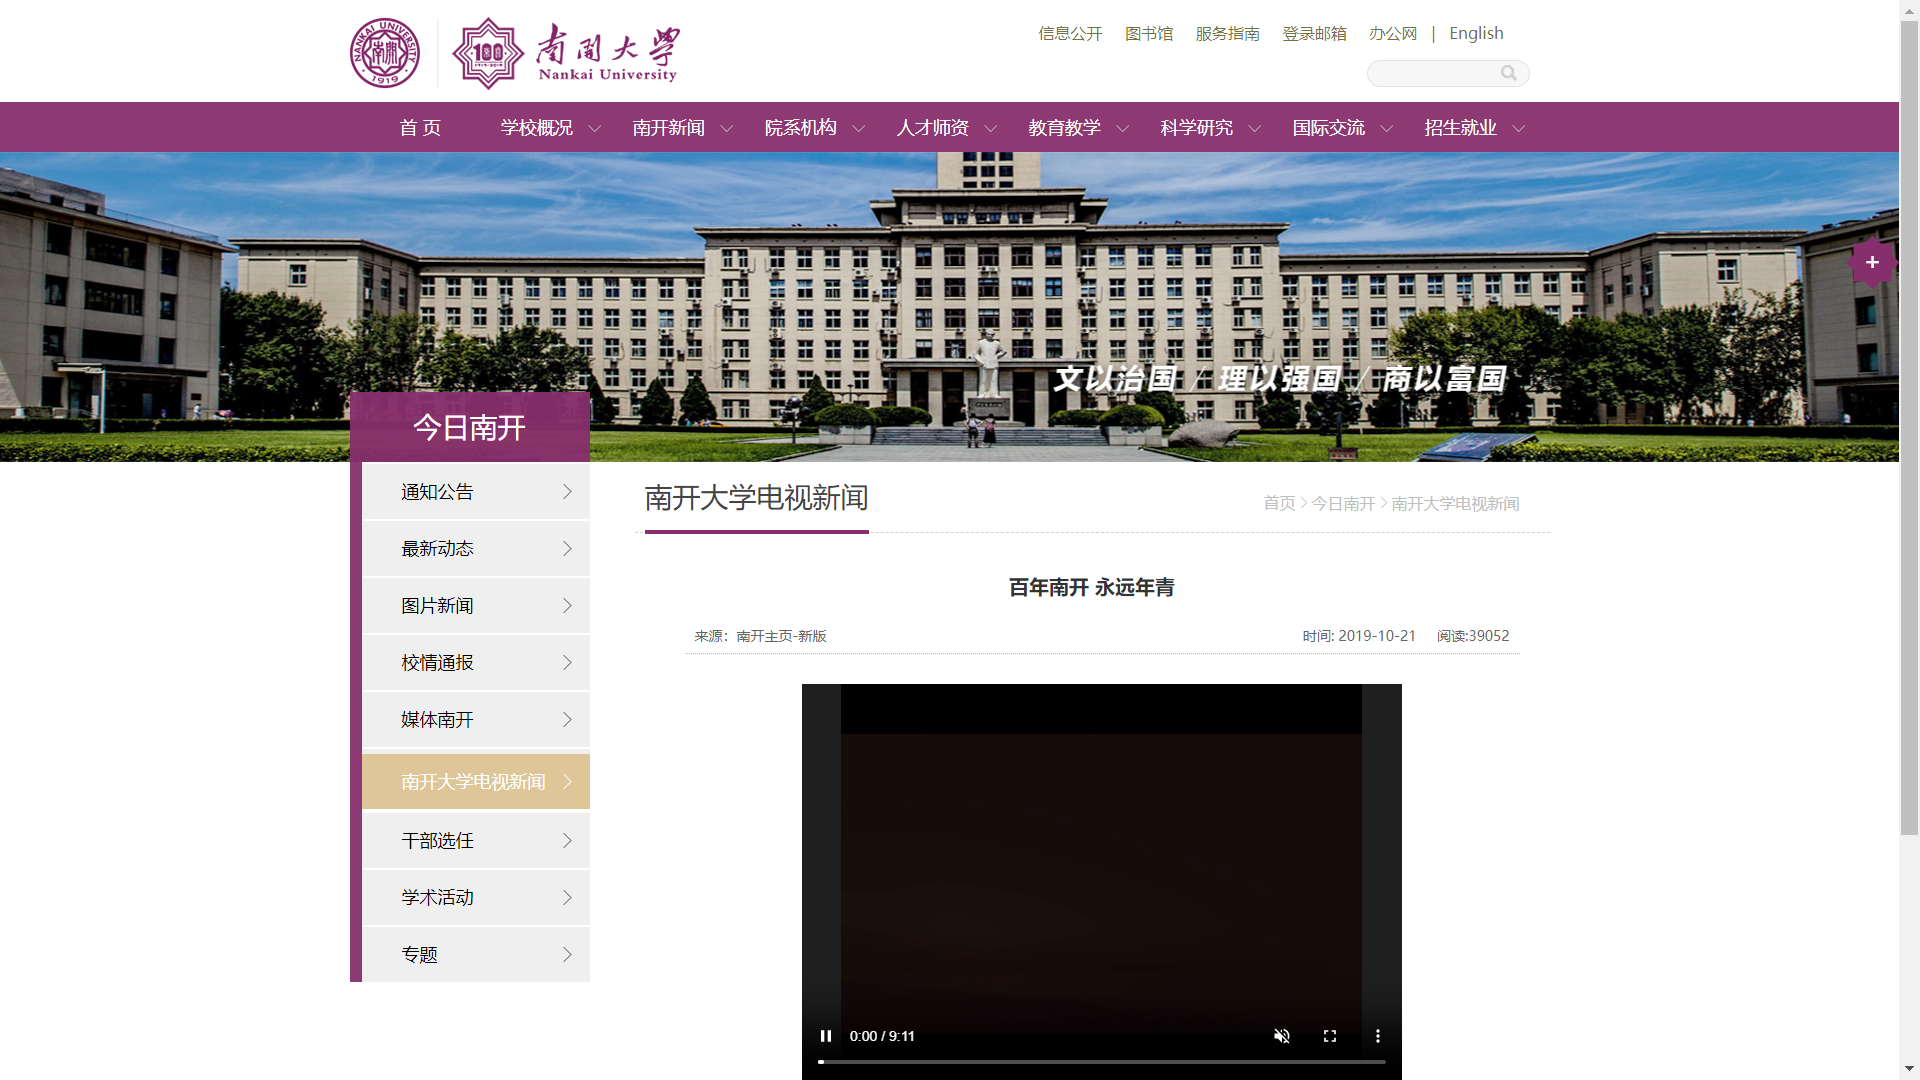 NANKAI UNIVERSITY
南開
1919
100
1919-2019
南開大學
Nankai University
信息公开 图书馆 服务指南 登录邮箱 办公网 | English
首 页 学校概况 南开新闻 院系机构 人才师资 教育教学 科学研究 国际交流 招生就业
+
文以治国 / 理以强国 / 商以富国
今日南开
通知公告
最新动态
图片新闻
校情通报
媒体南开
南开大学电视新闻
干部选任
学术活动
专题
南开大学电视新闻
首页 > 今日南开 > 南开大学电视新闻
百年南开 永远年青
来源：南开主页-新版
时间: 2019-10-21 阅读:39052
0:00 / 9:11